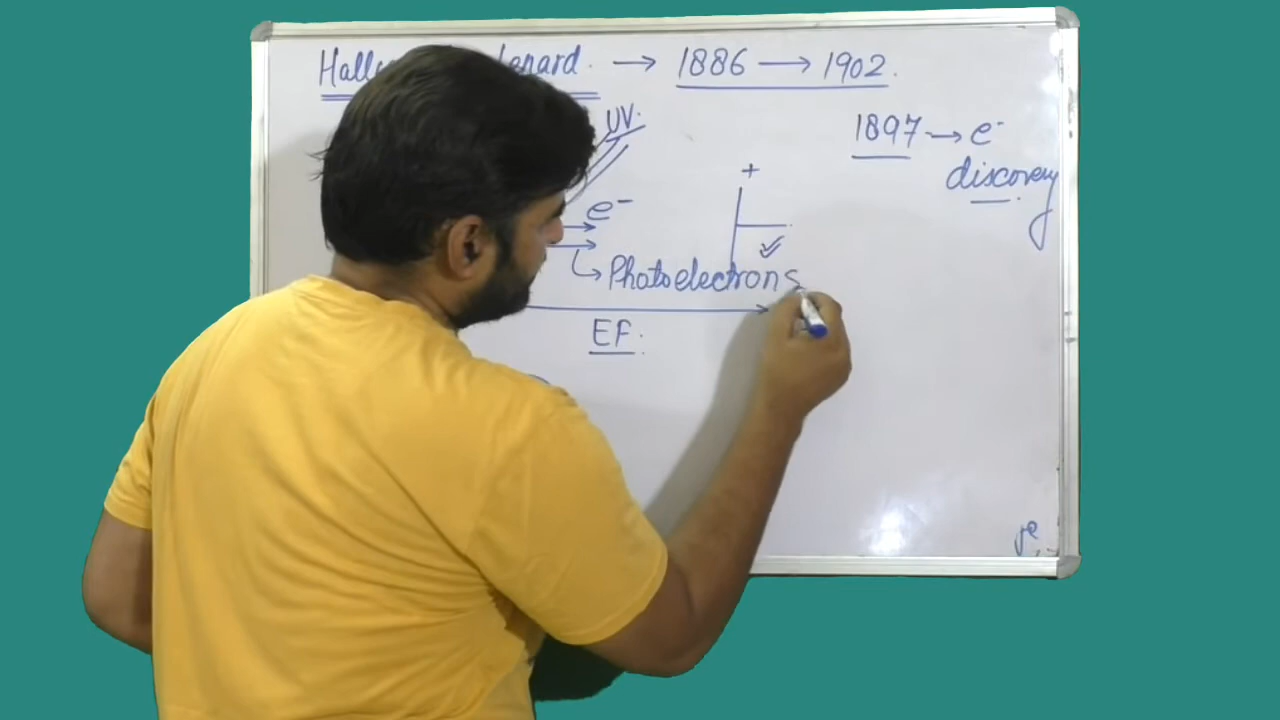 Hall lenard. → 1886 → 1902.
UV.
1897 → e⁻
discovery
+
e⁻
↳ Photoelectrons
EF.